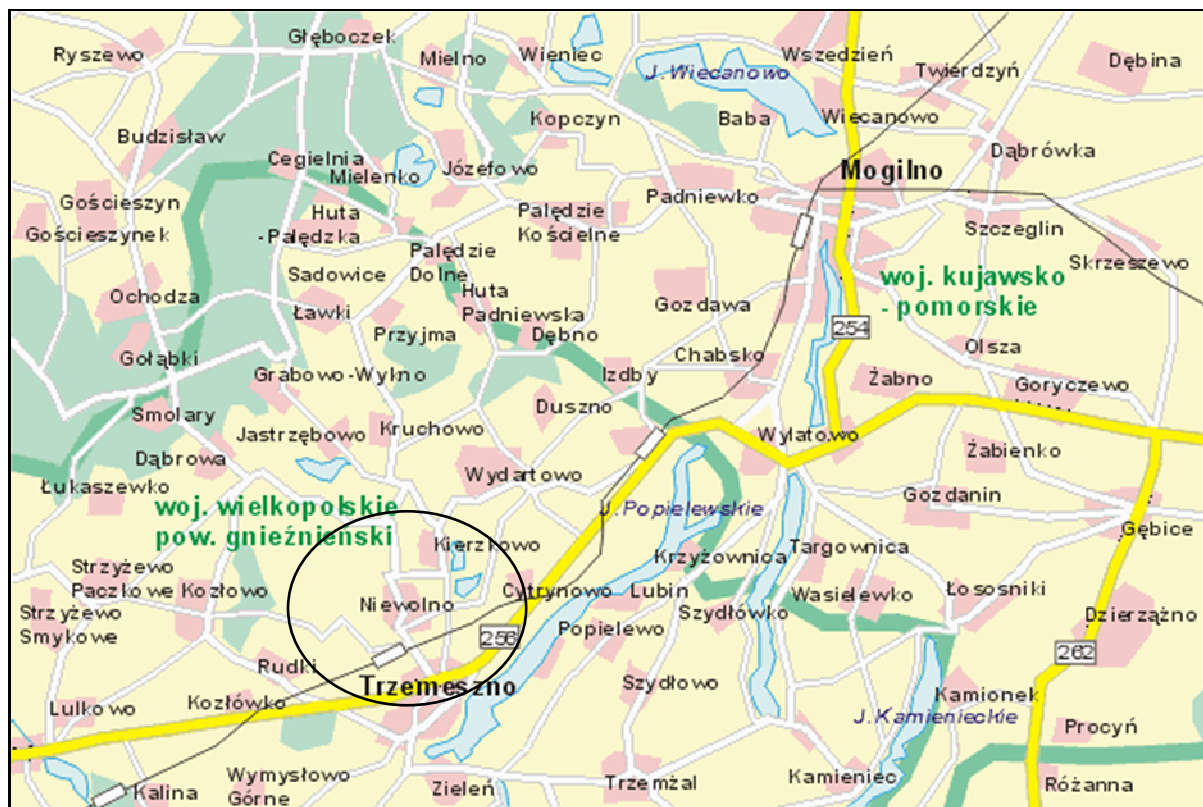 Głęboczek
Ryszewo
Mielno
Wieniec
Wszedzień
Twierdzyń
Dębina
J. Wiecanowo
Budzisław
Kopczyn
Baba
Wiecanowo
Cegielnia
Mielenko
Józefowo
Dąbrówka
Mogilno
Gościeszyn
Padniewko
Huta
-Palędzka
Palędzie
Kościelne
Gościeszynek
Szczeglin
Palędzie
Dolne
Skrzeszewo
Sadowice
woj. kujawsko
- pomorskie
Ochodza
Huta
Padniewska
Ławki
Gozdawa
Przyjma
Dębno
254
Gołąbki
Chabsko
Olsza
Grabowo-Wykno
Izdby
Żabno
Goryczewo
Smolary
Duszno
Jastrzębowo
Kruchowo
Wylatowo
Dąbrowa
Wydartowo
Żabienko
Łukaszewko
Gozdanin
woj. wielkopolskie
pow. gnieźnieński
J. Popielewskie
Gębice
Kierzkowo
Krzyżownica
Targownica
Strzyżewo
Paczkowe
Kozłowo
Cytrynowo
Lubin
Wasielewko
Łososniki
Niewolno
Strzyżewo
Smykowe
Szydłówko
Dzierzążno
Popielewo
256
262
Rudki
Trzemeszno
Szydłowo
Kozłówko
Kamionek
Lulkowo
J. Kamienieckie
Procyń
Wymysłowo
Górne
Trzemżal
Kamieniec
Zieleń
Kalina
Różanna